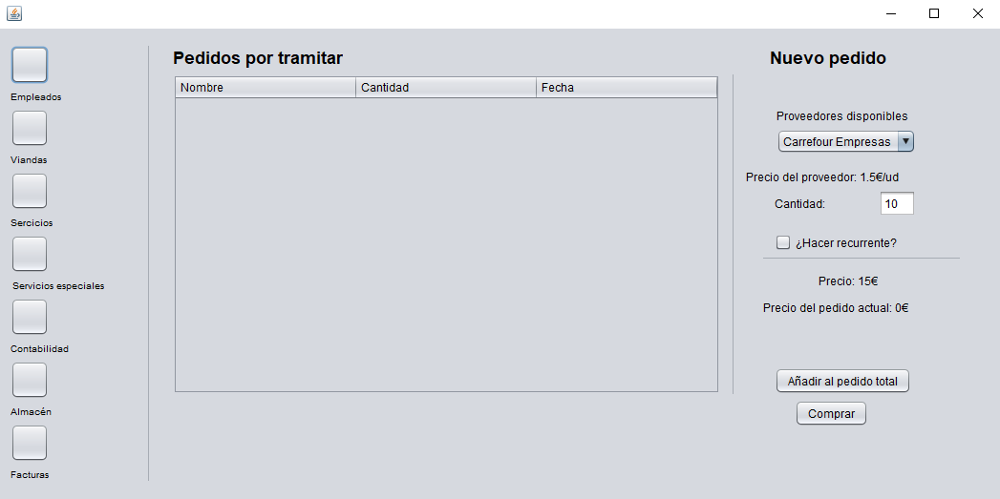 Empleados
Viandas
Sercicios
Servicios especiales
Contabilidad
Almacén
Facturas
Pedidos por tramitar
Nombre Cantidad Fecha
Nuevo pedido
Proveedores disponibles
Carrefour Empresas
Precio del proveedor: 1.5€/ud
Cantidad: 10
¿Hacer recurrente?
Precio: 15€
Precio del pedido actual: 0€
Añadir al pedido total
Comprar